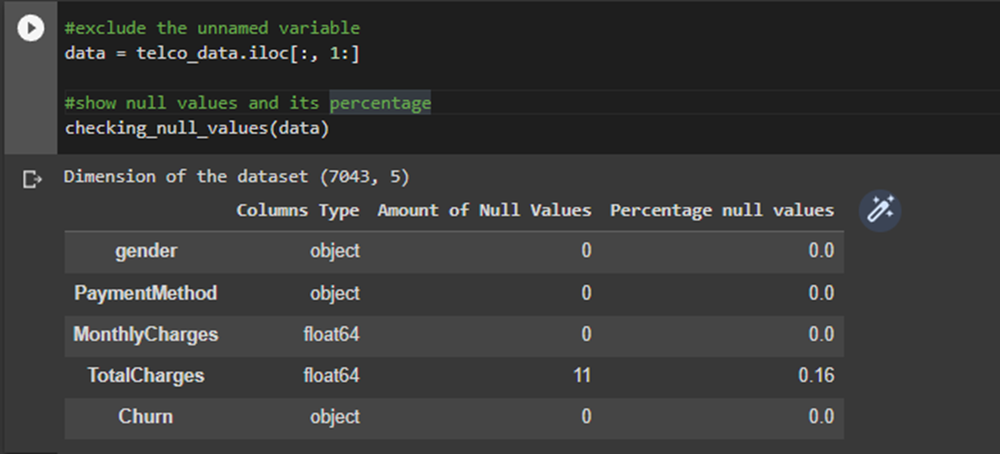 #exclude the unnamed variable
data = telco_data.iloc[:, 1:]
#show null values and its percentage
checking_null_values(data)
Dimension of the dataset (7043, 5)
Columns Type Amount of Null Values Percentage null values
gender object 0 0.0
PaymentMethod object 0 0.0
MonthlyCharges float64 0 0.0
TotalCharges float64 11 0.16
Churn object 0 0.0